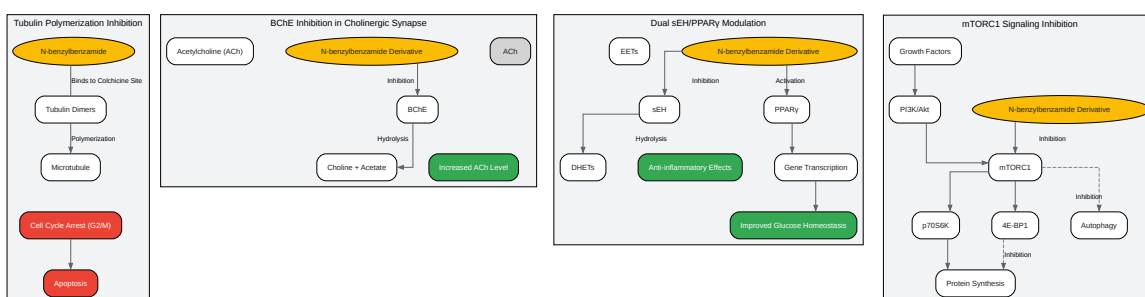 Tubulin Polymerization Inhibition
N-benzylbenzamide
Binds to Colchicine Site
Tubulin Dimers
Polymerization
Microtubule
Cell Cycle Arrest (G2/M)
Apoptosis
BChE Inhibition in Cholinergic Synapse
Acetylcholine (ACh)
N-benzylbenzamide Derivative
ACh
Inhibition
BChE
Hydrolysis
Choline + Acetate
Increased ACh Level
Dual sEH/PPARγ Modulation
EETs
N-benzylbenzamide Derivative
Inhibition
Activation
sEH
PPARγ
Hydrolysis
DHETs
Anti-inflammatory Effects
Gene Transcription
Improved Glucose Homeostasis
mTORC1 Signaling Inhibition
Growth Factors
PI3K/Akt
N-benzylbenzamide Derivative
Inhibition
mTORC1
Inhibition
p70S6K
4E-BP1
Autophagy
Inhibition
Protein Synthesis